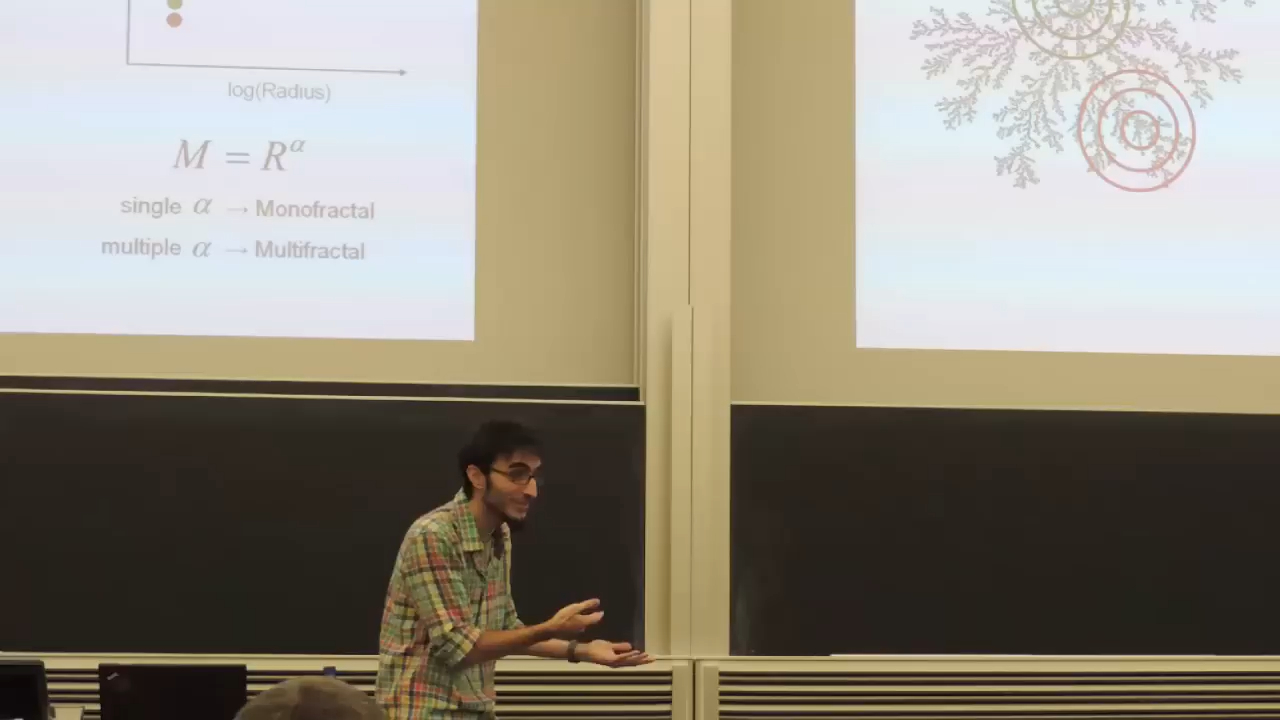 log(Radius)
M = R^α
single α → Monofractal
multiple α → Multifractal